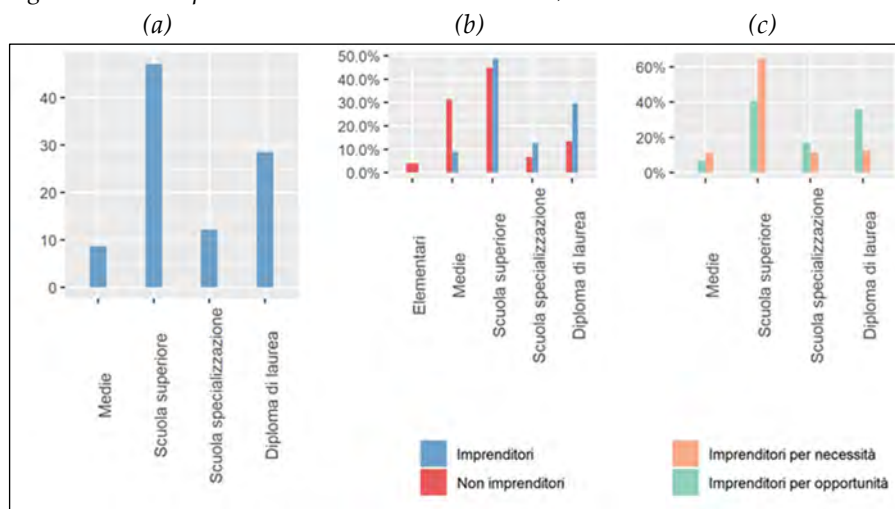 (a) (b) (c)
40
30
20
10
0
Medie
Scuola superiore
Scuola specializzazione
Diploma di laurea
50.0%
40.0%
30.0%
20.0%
10.0%
0.0%
Elementari
Medie
Scuola superiore
Scuola specializzazione
Diploma di laurea
Imprenditori
Non imprenditori
60%
40%
20%
0%
Medie
Scuola superiore
Scuola specializzazione
Diploma di laurea
Imprenditori per necessità
Imprenditori per opportunità